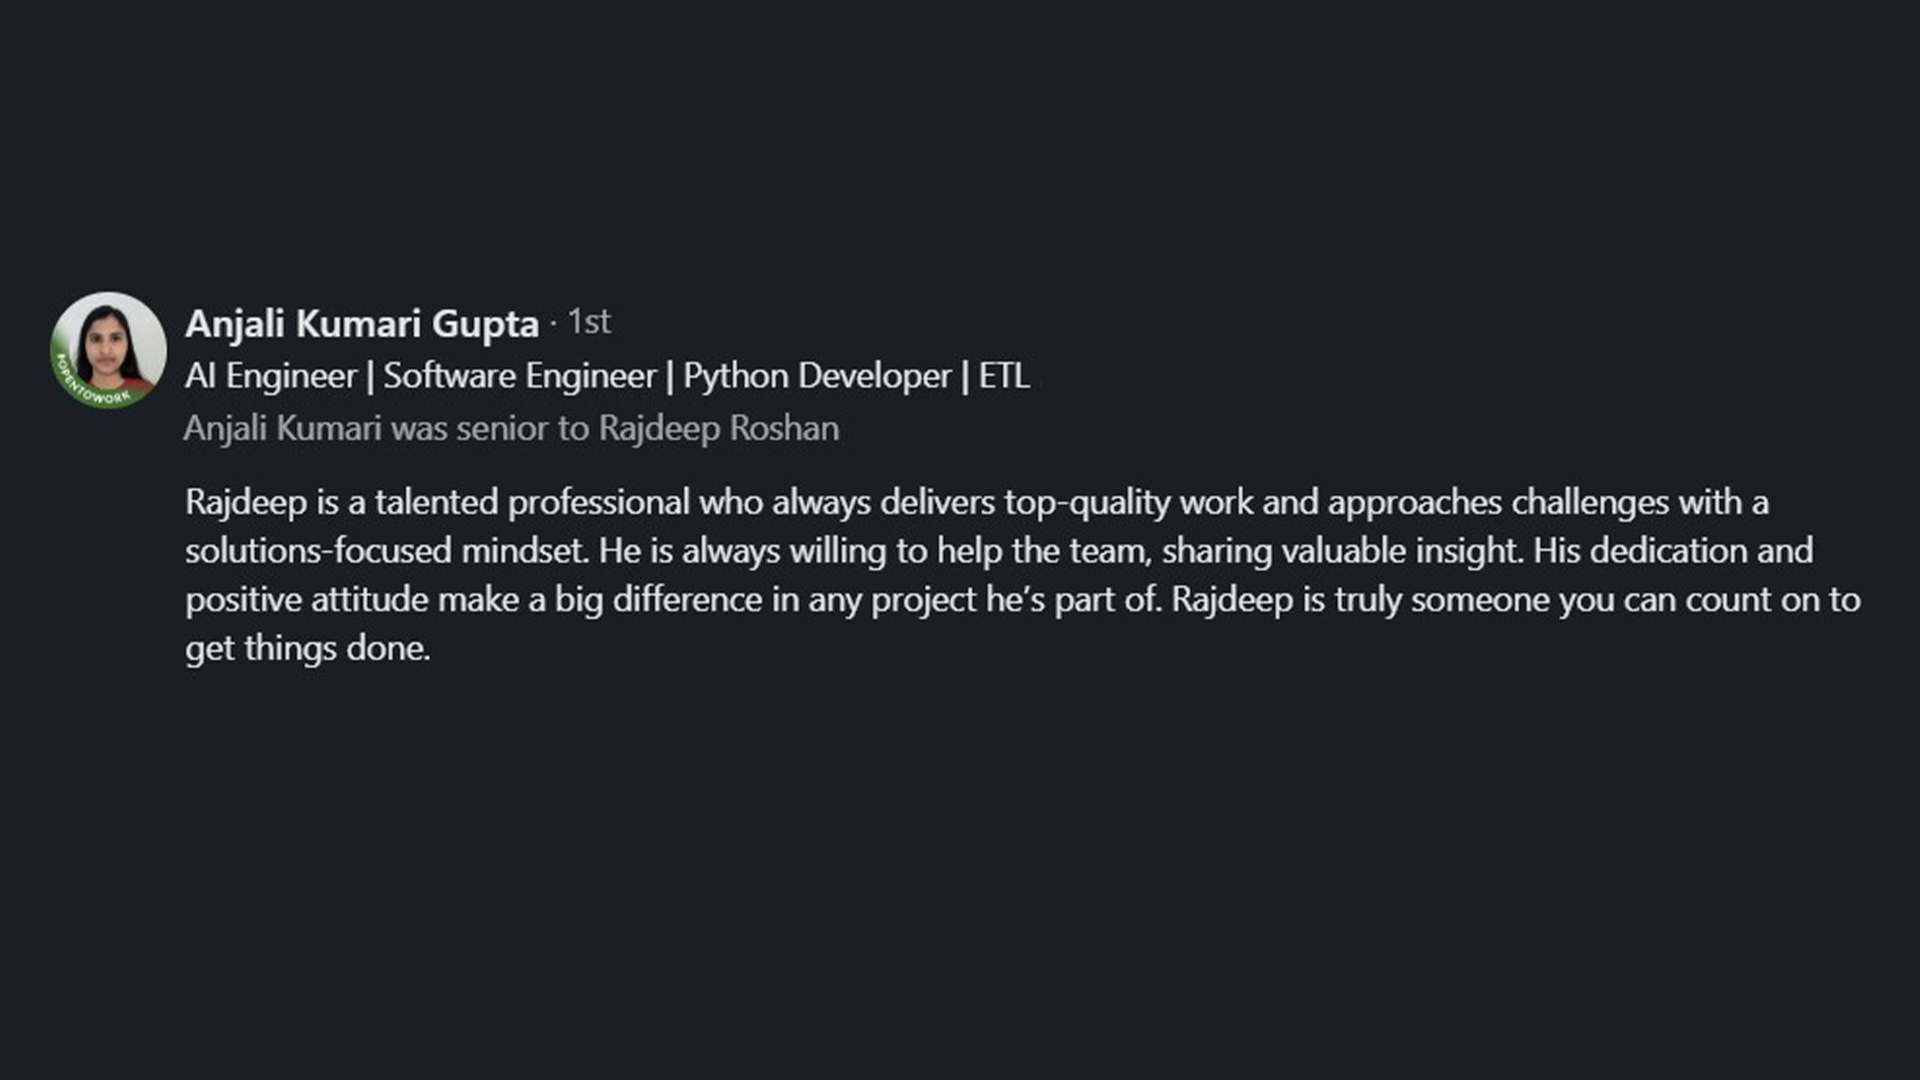 Anjali Kumari Gupta · 1st
AI Engineer | Software Engineer | Python Developer | ETL
#OPENTOWORK
Anjali Kumari was senior to Rajdeep Roshan
Rajdeep is a talented professional who always delivers top-quality work and approaches challenges with a
solutions-focused mindset. He is always willing to help the team, sharing valuable insight. His dedication and
positive attitude make a big difference in any project he’s part of. Rajdeep is truly someone you can count on to
get things done.